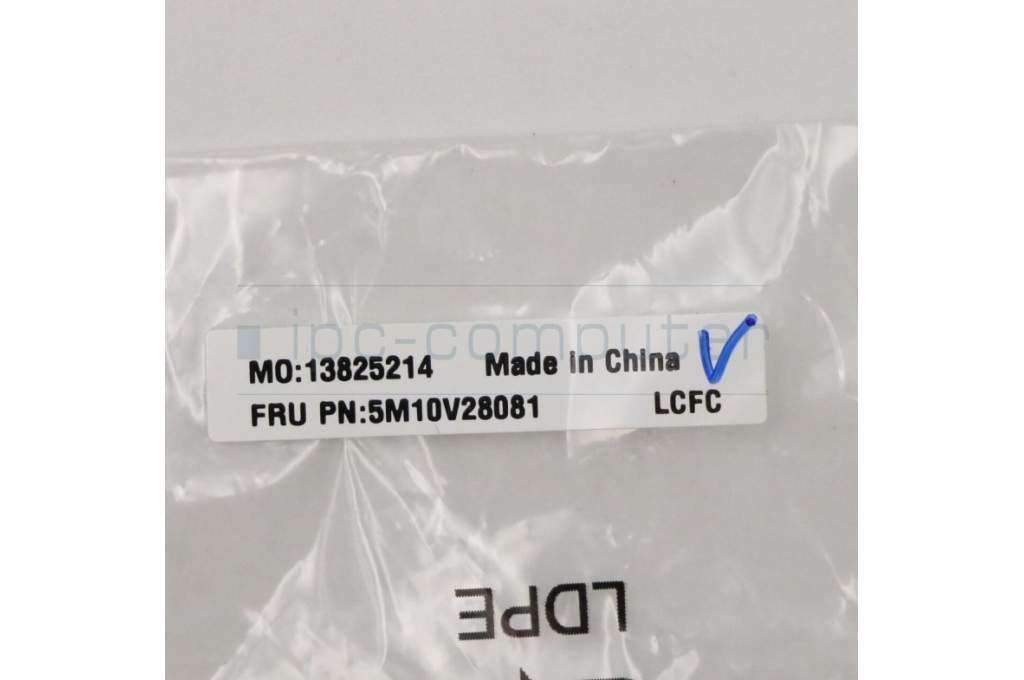 ipc-computer
MO:13825214 Made in China
FRU PN:5M10V28081 LCFC
LDPE